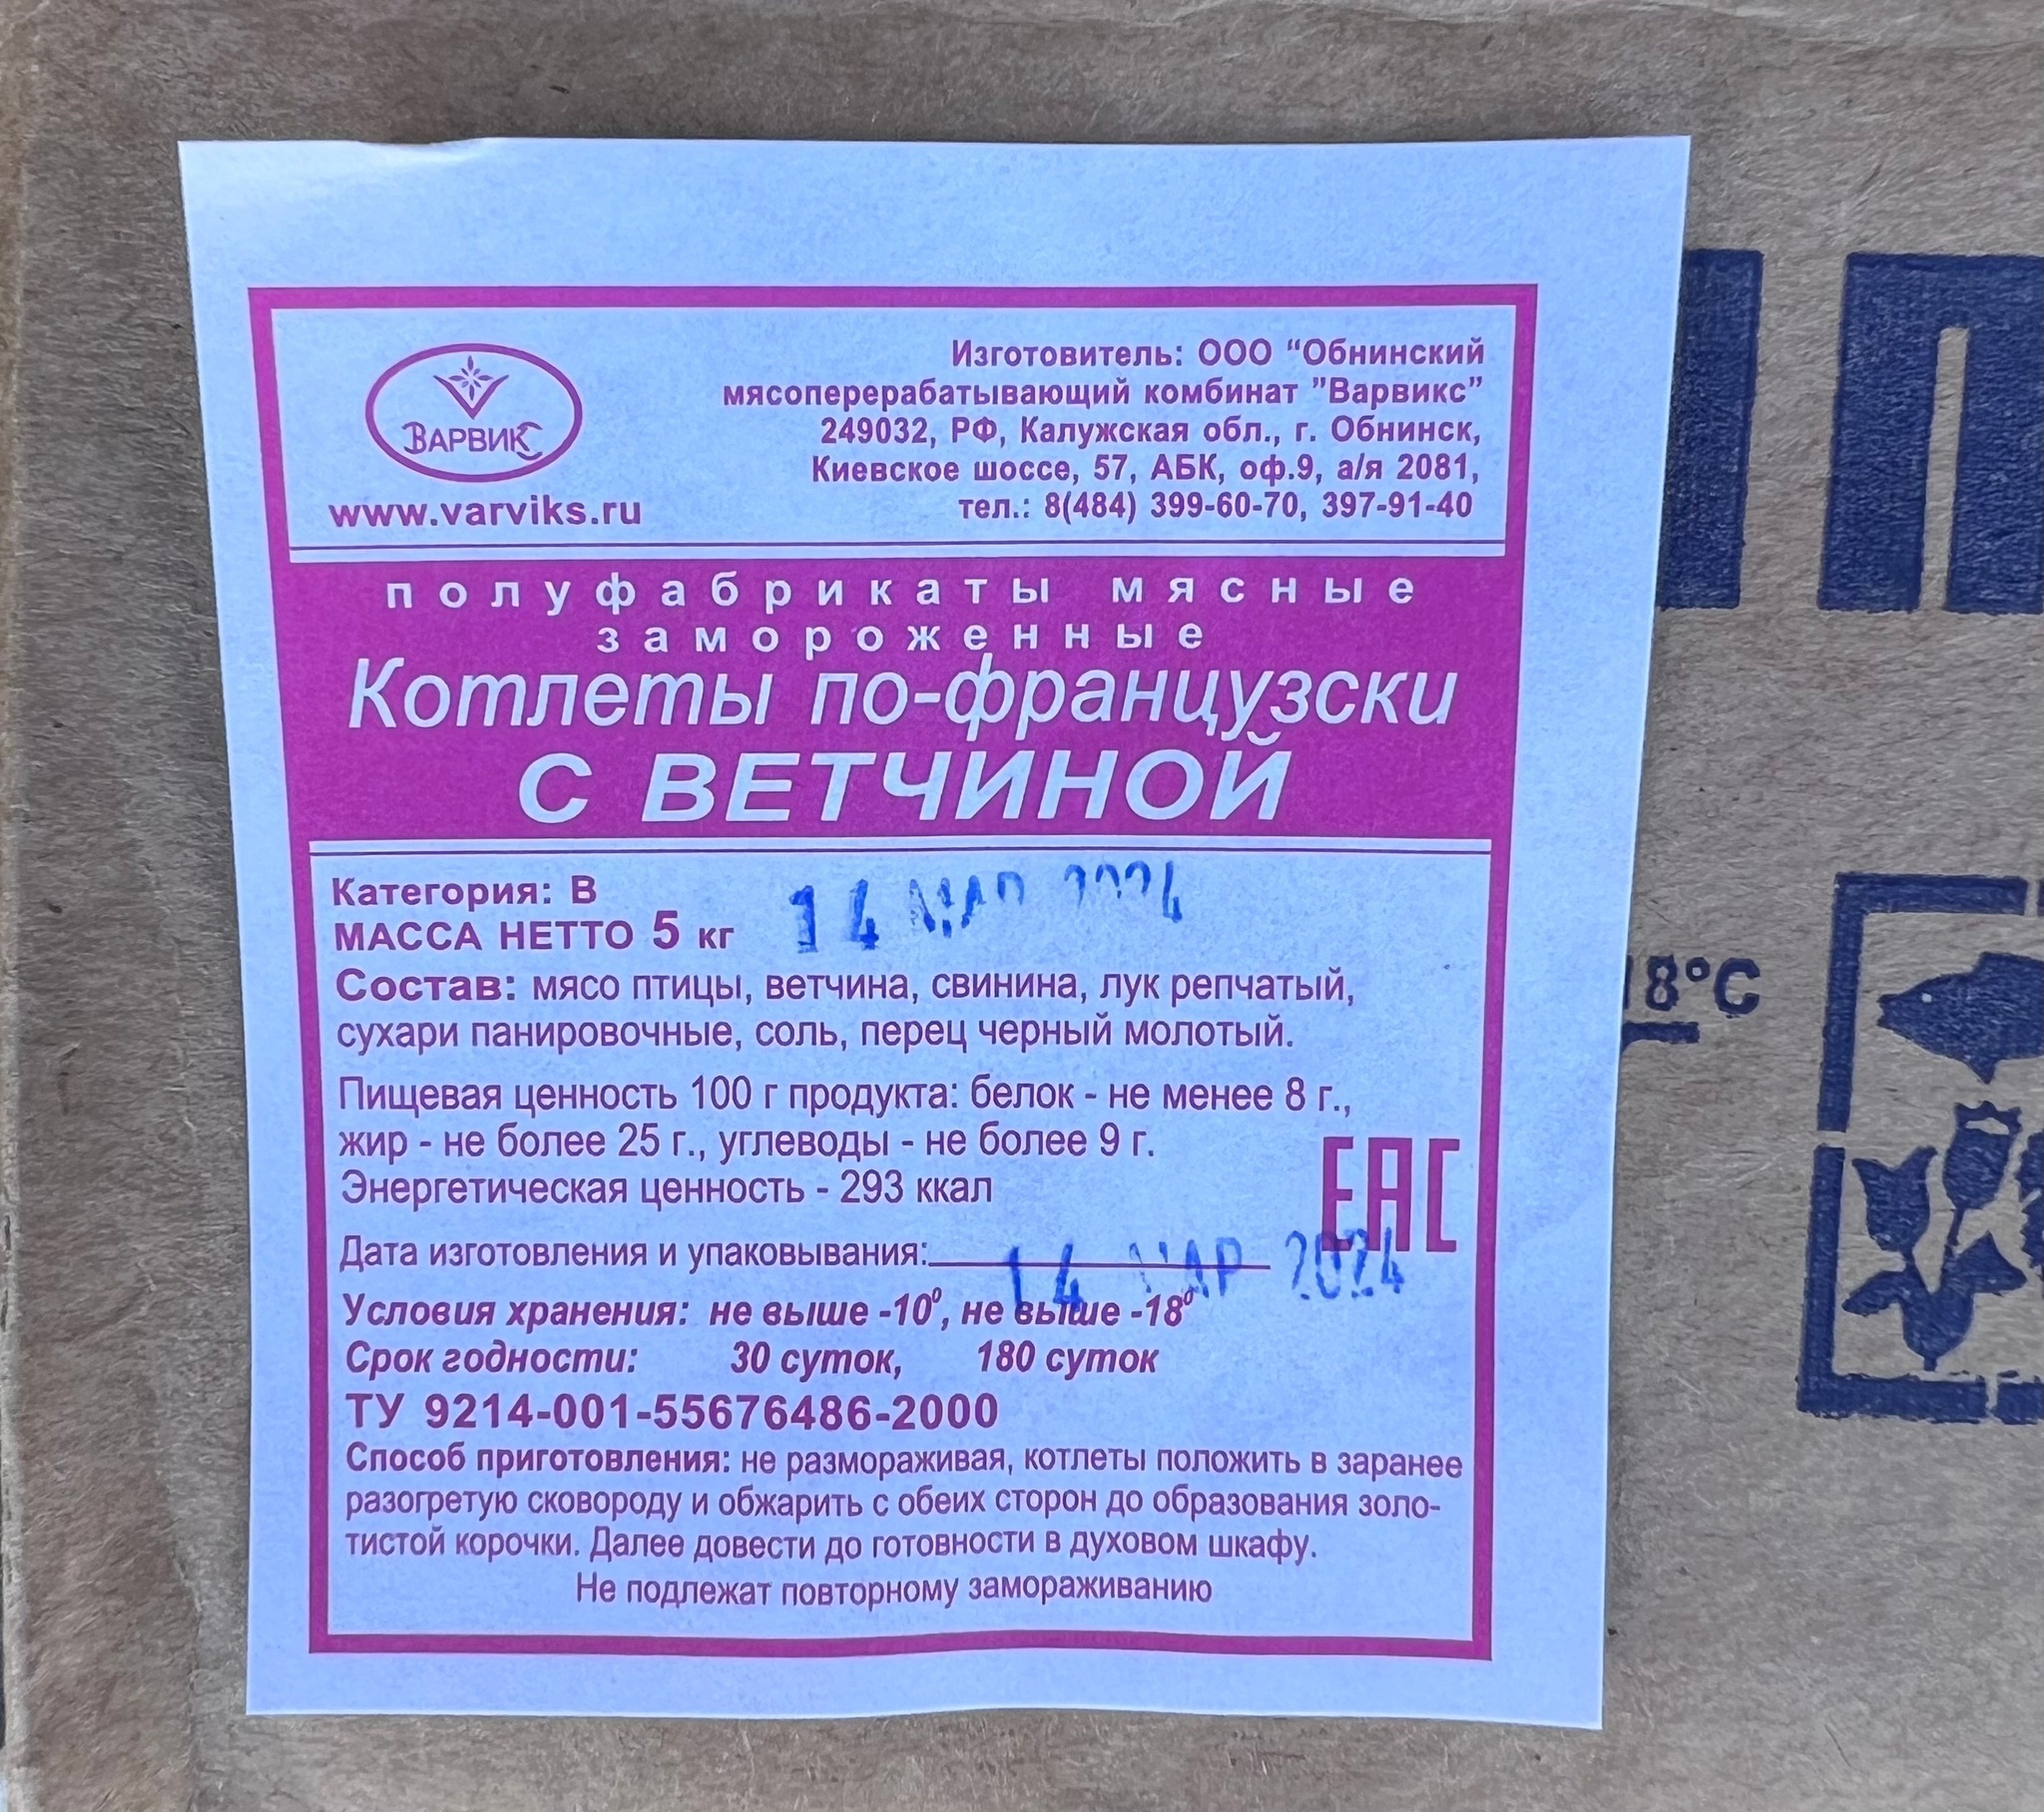 ВАРВИКС
www.varviks.ru
Изготовитель: ООО “Обнинский
мясоперерабатывающий комбинат ”Варвикс”
249032, РФ, Калужская обл., г. Обнинск,
Киевское шоссе, 57, АБК, оф.9, а/я 2081,
тел.: 8(484) 399-60-70, 397-91-40
полуфабрикаты мясные
замороженные
Котлеты по-французски
С ВЕТЧИНОЙ
Категория: В
МАССА НЕТТО 5 кг
14 МАР 2024
Состав: мясо птицы, ветчина, свинина, лук репчатый,
сухари панировочные, соль, перец черный молотый.
Пищевая ценность 100 г продукта: белок - не менее 8 г.,
жир - не более 25 г., углеводы - не более 9 г.
Энергетическая ценность - 293 ккал
ЕАС
Дата изготовления и упаковывания:
14 МАР 2024
Условия хранения: не выше -10⁰, не выше -18⁰
Срок годности: 30 суток, 180 суток
ТУ 9214-001-55676486-2000
Способ приготовления: не размораживая, котлеты положить в заранее
разогретую сковороду и обжарить с обеих сторон до образования золо-
тистой корочки. Далее довести до готовности в духовом шкафу.
Не подлежат повторному замораживанию
18°С